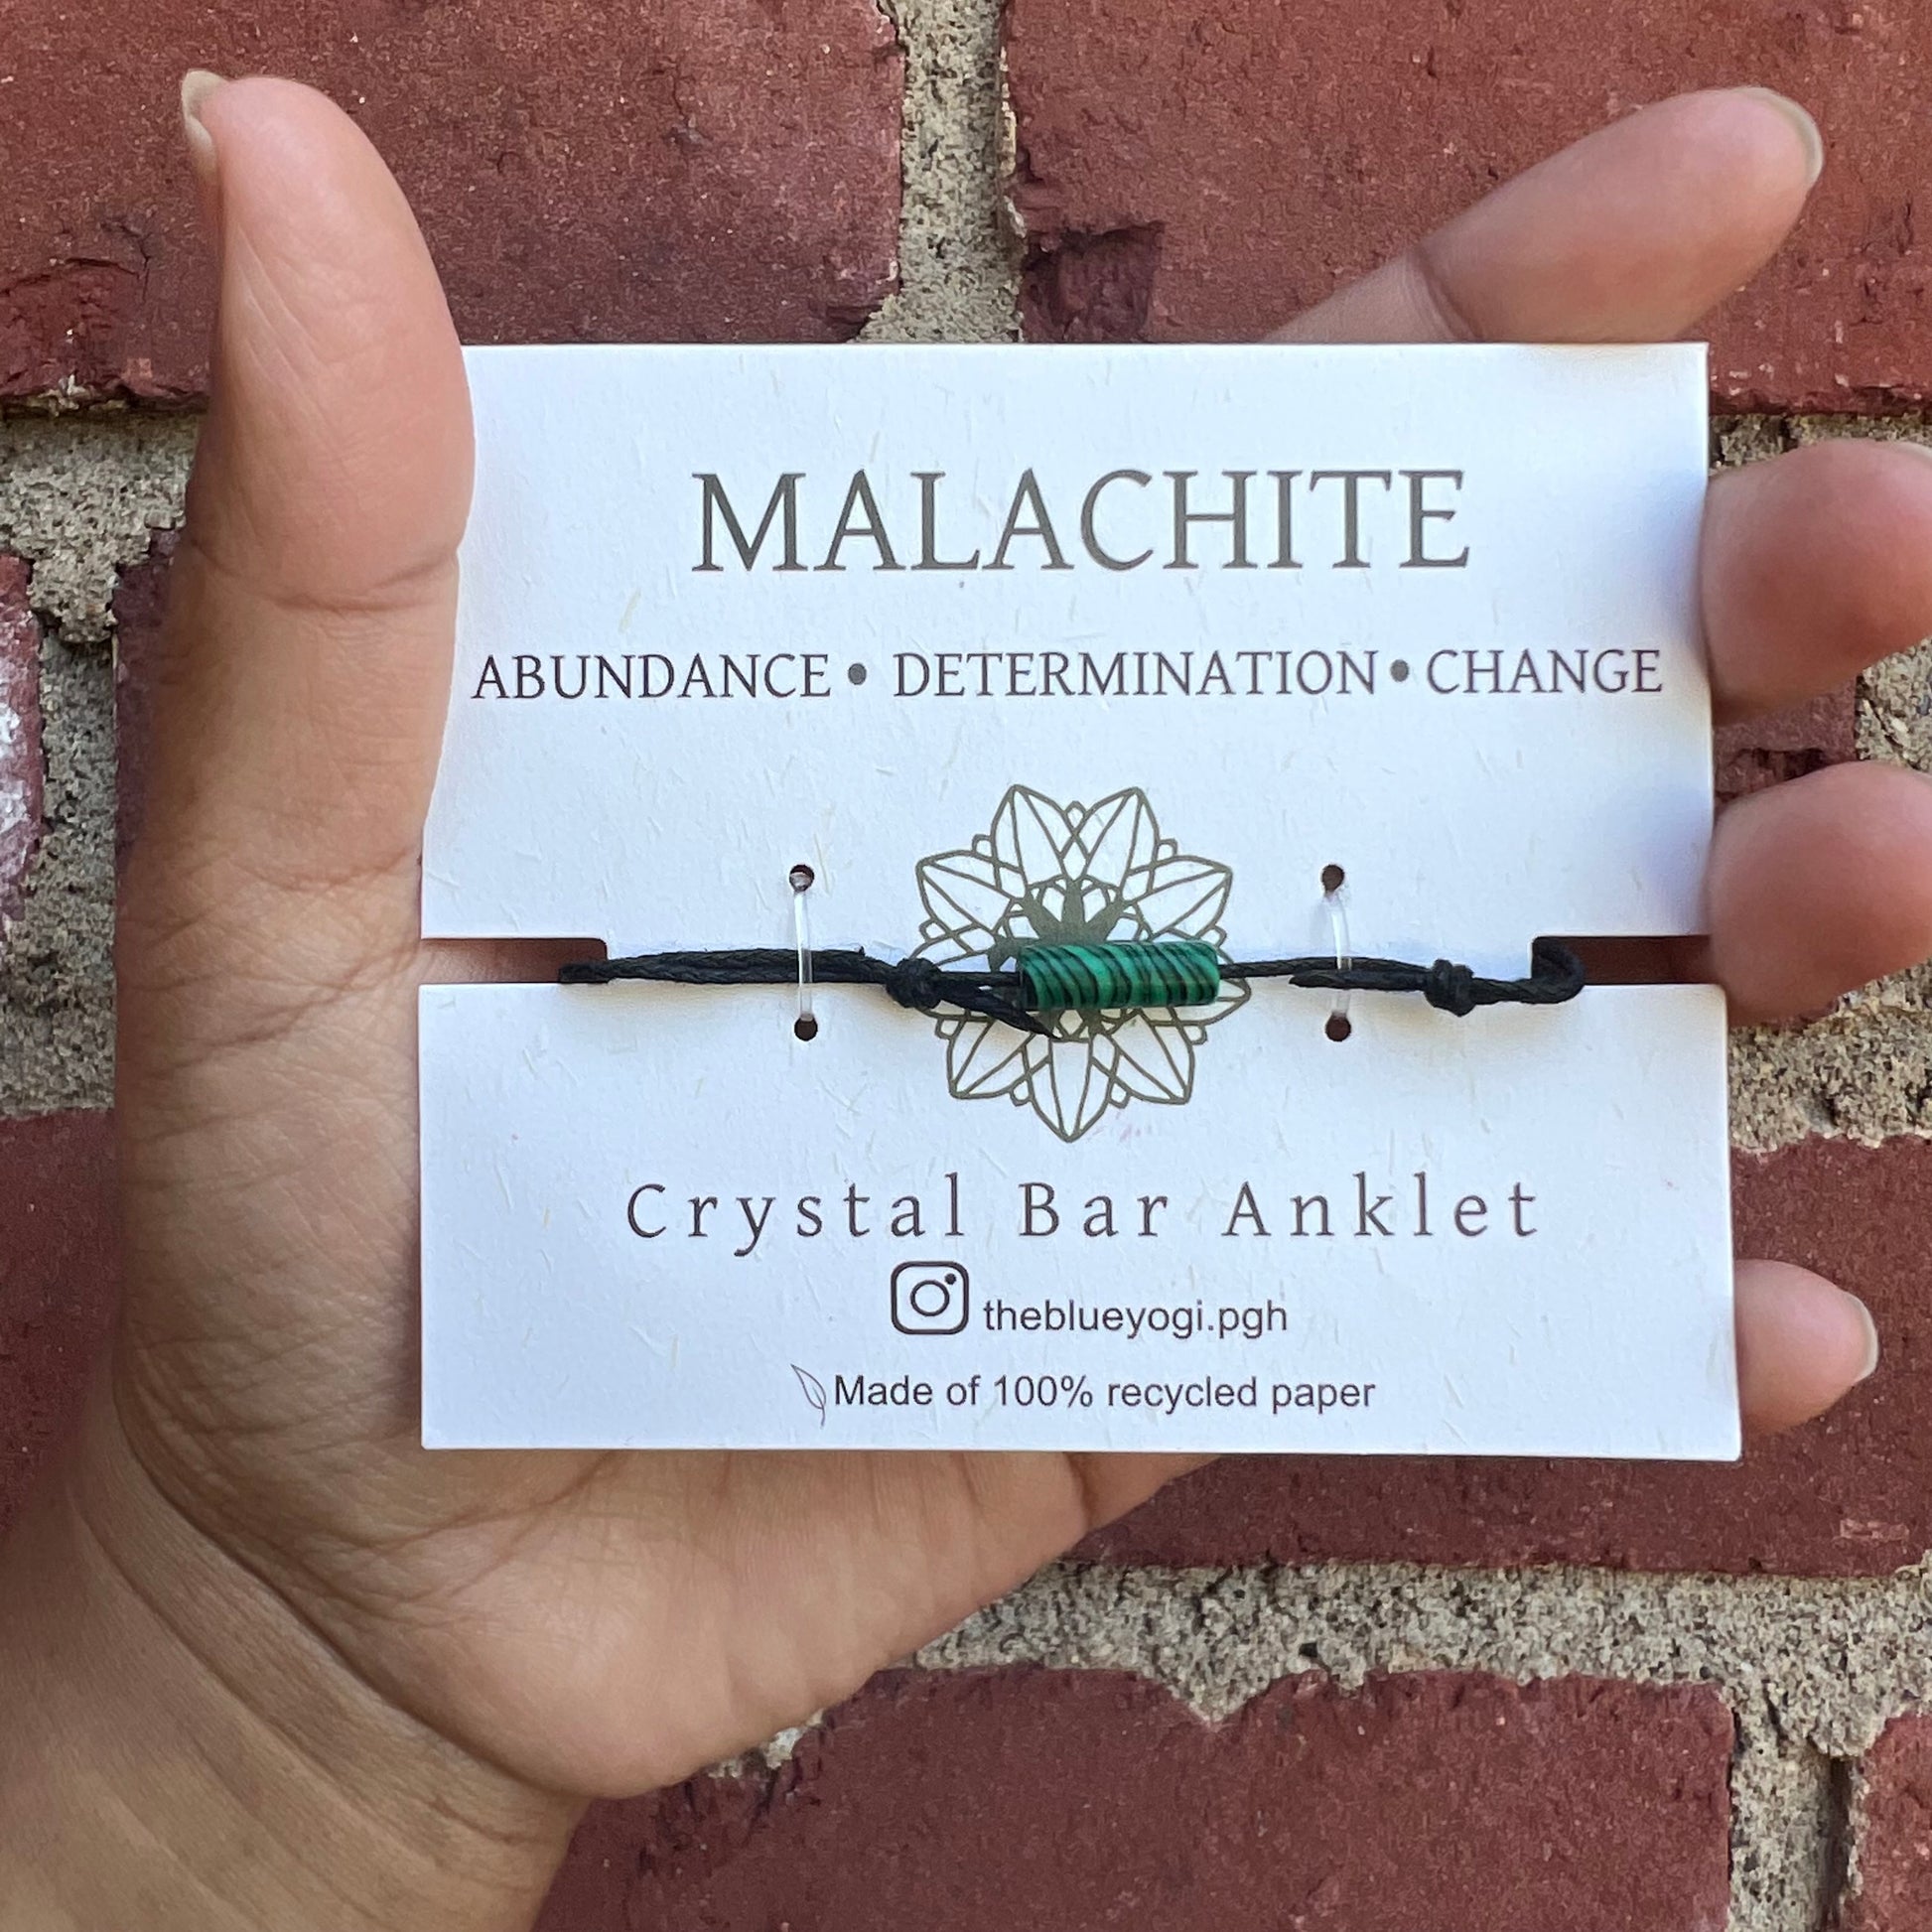 MALACHITE
ABUNDANCE • DETERMINATION • CHANGE
Crystal Bar Anklet
theblueyogi.pgh
Made of 100% recycled paper